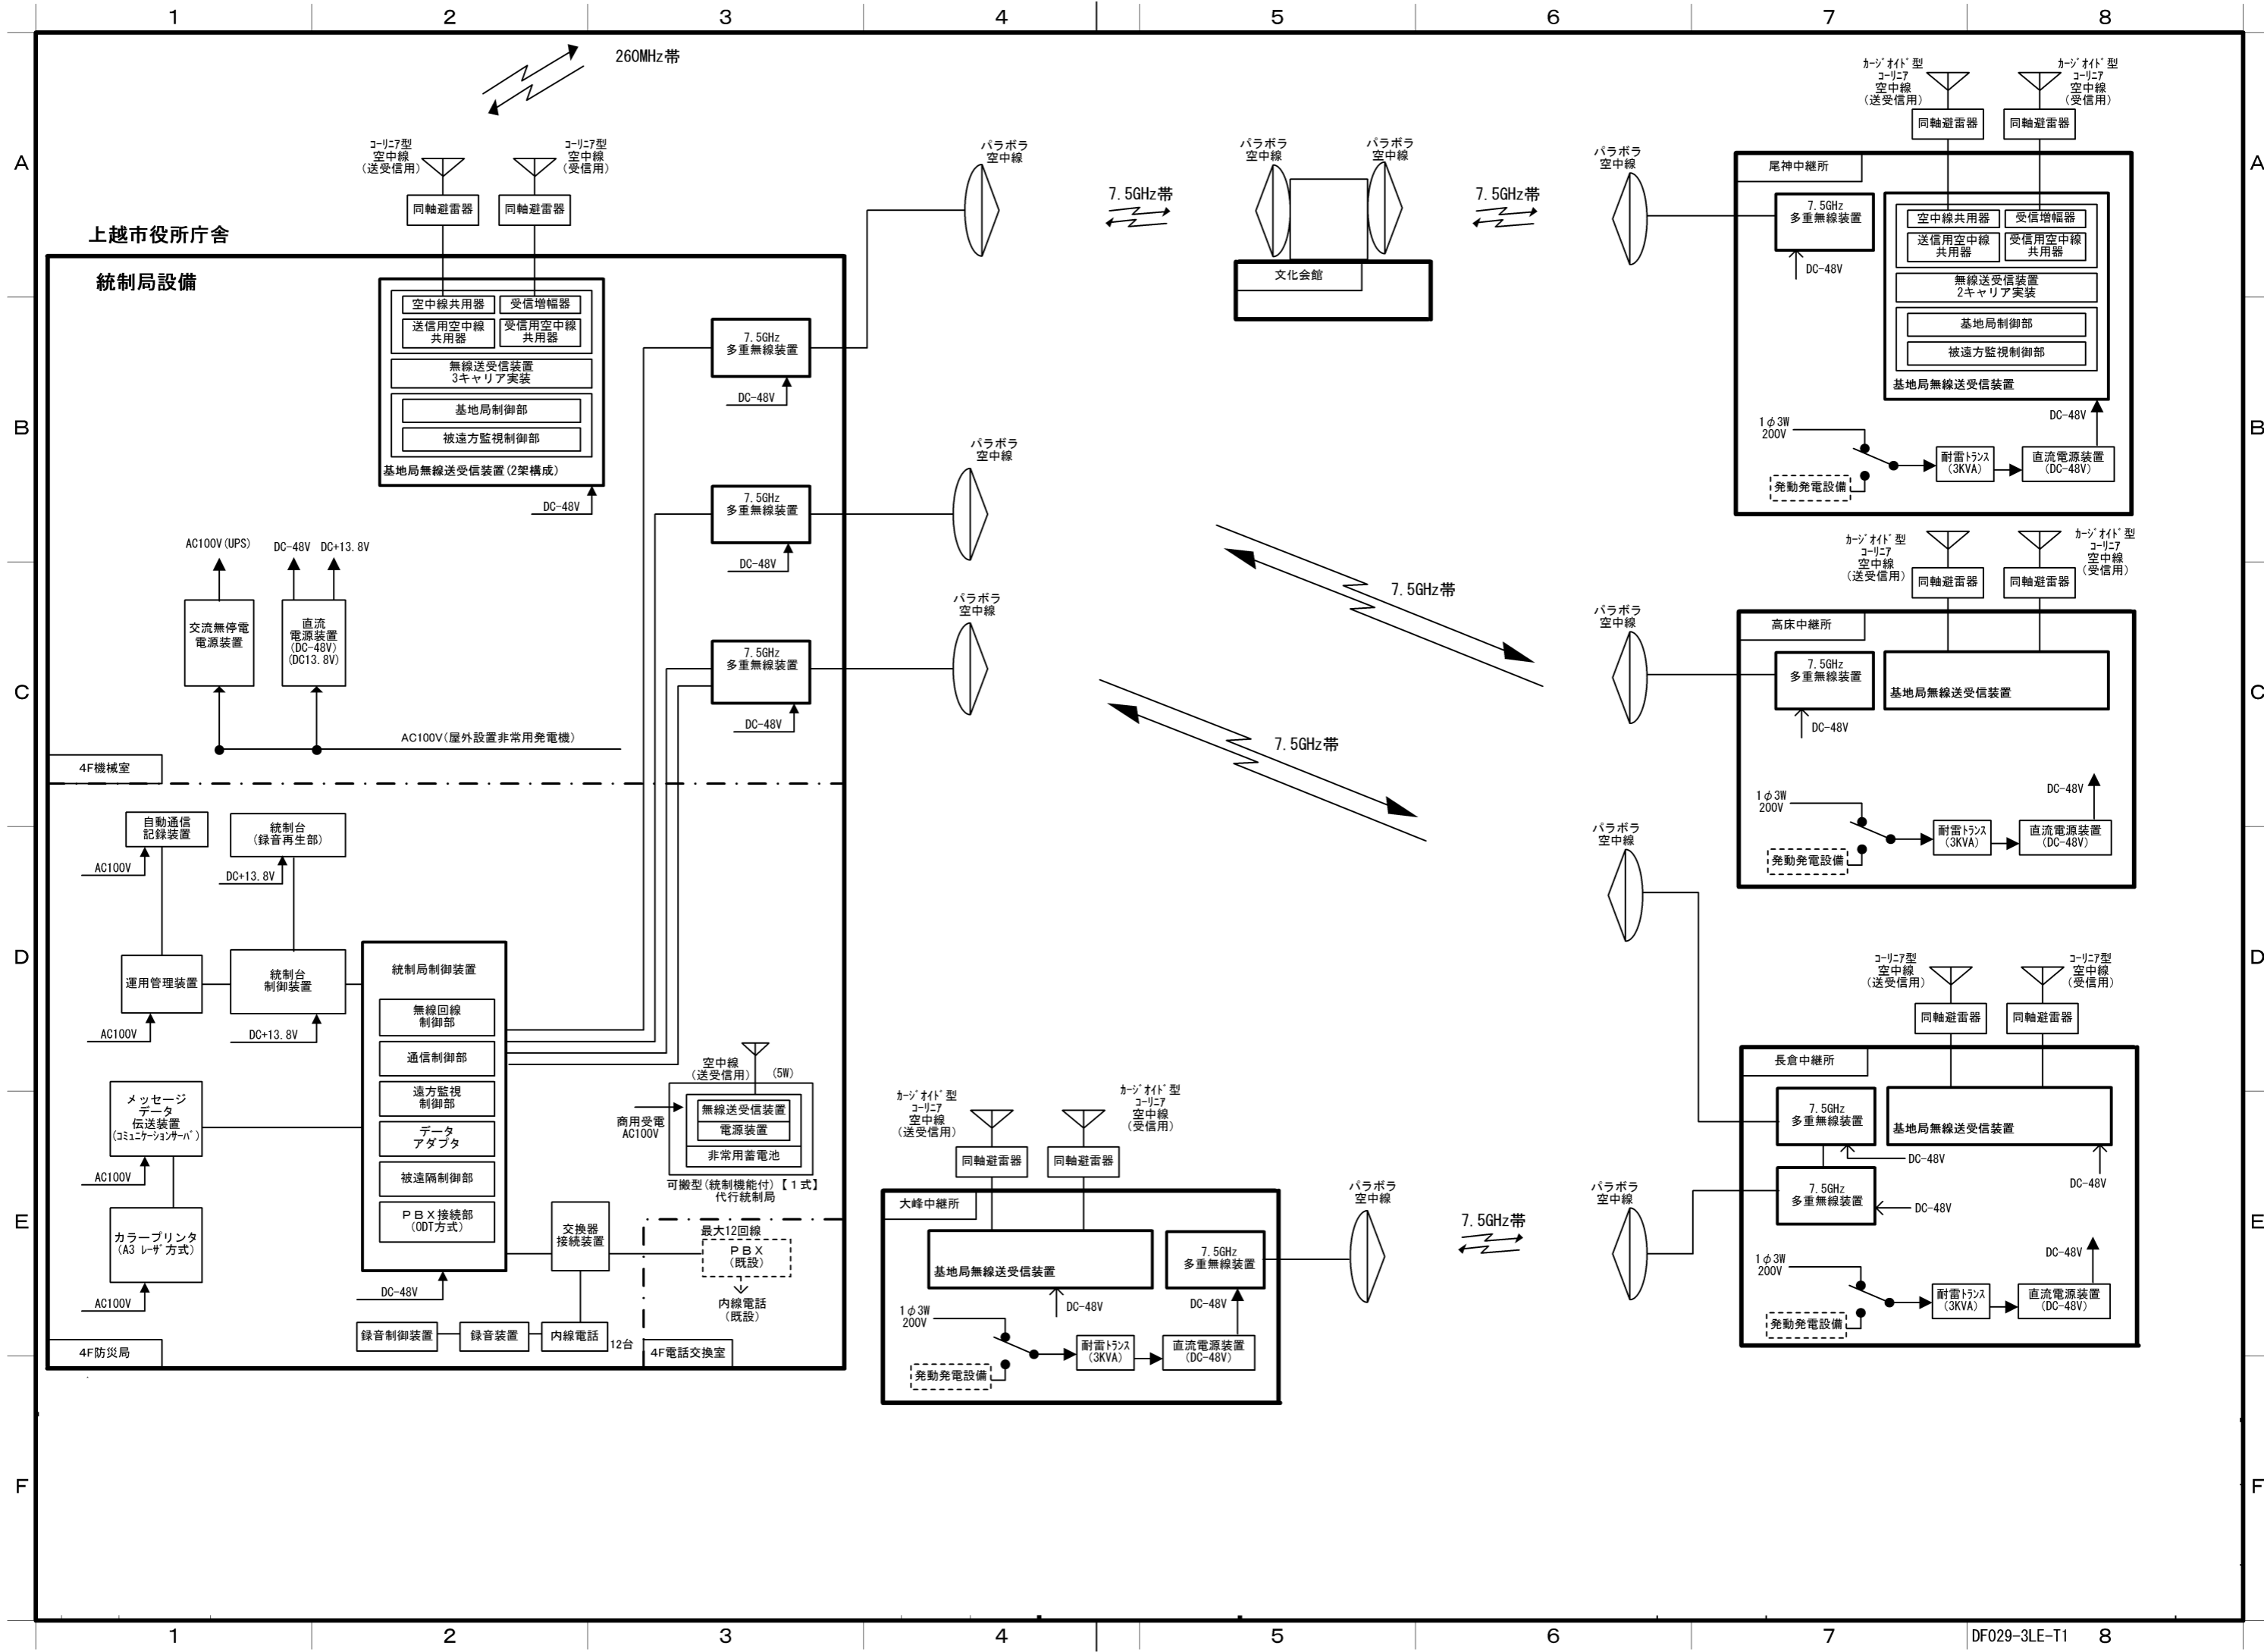 1 2 3 4 5 6 7 8
A
B
C
D
E
F
260MHz帯
コーリニア型
空中線
(送受信用)
コーリニア型
空中線
(受信用)
同軸避雷器
同軸避雷器
上越市役所庁舎
統制局設備
空中線共用器
受信増幅器
送信用空中線
共用器
受信用空中線
共用器
無線送受信装置
3キャリア実装
基地局制御部
被遠方監視制御部
基地局無線送受信装置(2架構成)
DC-48V
7.5GHz
多重無線装置
DC-48V
7.5GHz
多重無線装置
DC-48V
7.5GHz
多重無線装置
DC-48V
AC100V(UPS)
DC-48V
DC+13.8V
交流無停電
電源装置
直流
電源装置
(DC-48V)
(DC13.8V)
AC100V(屋外設置非常用発電機)
4F機械室
自動通信
記録装置
AC100V
統制台
(録音再生部)
DC+13.8V
運用管理装置
AC100V
統制台
制御装置
DC+13.8V
統制局制御装置
無線回線
制御部
通信制御部
遠方監視
制御部
データ
アダプタ
被遠隔制御部
PBX接続部
(ODT方式)
DC-48V
メッセージ
データ
伝送装置
(コミュニケーションサーバ)
AC100V
カラープリンタ
(A3 レーザ方式)
AC100V
空中線
(送受信用)
(5W)
商用受電
AC100V
無線送受信装置
電源装置
非常用蓄電池
可搬型(統制機能付)【1式】
代行統制局
交換器
接続装置
最大12回線
PBX
(既設)
内線電話
(既設)
録音制御装置
録音装置
内線電話
12台
4F防災局
4F電話交換室
パラボラ
空中線
7.5GHz帯
パラボラ
空中線
パラボラ
空中線
文化会館
7.5GHz帯
パラボラ
空中線
パラボラ
空中線
7.5GHz帯
パラボラ
空中線
パラボラ
空中線
7.5GHz帯
パラボラ
空中線
カージオイド型
コーリニア
空中線
(送受信用)
カージオイド型
コーリニア
空中線
(受信用)
同軸避雷器
同軸避雷器
尾神中継所
7.5GHz
多重無線装置
DC-48V
空中線共用器
受信増幅器
送信用空中線
共用器
受信用空中線
共用器
無線送受信装置
2キャリア実装
基地局制御部
被遠方監視制御部
基地局無線送受信装置
DC-48V
1φ3W
200V
発動発電設備
耐雷トランス
(3KVA)
直流電源装置
(DC-48V)
カージオイド型
コーリニア
空中線
(送受信用)
カージオイド型
コーリニア
空中線
(受信用)
同軸避雷器
同軸避雷器
高床中継所
7.5GHz
多重無線装置
DC-48V
基地局無線送受信装置
DC-48V
1φ3W
200V
発動発電設備
耐雷トランス
(3KVA)
直流電源装置
(DC-48V)
コーリニア型
空中線
(送受信用)
コーリニア型
空中線
(受信用)
同軸避雷器
同軸避雷器
長倉中継所
7.5GHz
多重無線装置
DC-48V
基地局無線送受信装置
DC-48V
7.5GHz
多重無線装置
DC-48V
DC-48V
1φ3W
200V
発動発電設備
耐雷トランス
(3KVA)
直流電源装置
(DC-48V)
カージオイド型
コーリニア
空中線
(送受信用)
カージオイド型
コーリニア
空中線
(受信用)
同軸避雷器
同軸避雷器
大峰中継所
基地局無線送受信装置
DC-48V
7.5GHz
多重無線装置
DC-48V
1φ3W
200V
発動発電設備
耐雷トランス
(3KVA)
直流電源装置
(DC-48V)
パラボラ
空中線
7.5GHz帯
パラボラ
空中線
A
B
C
D
E
F
1 2 3 4 5 6 7 8
DF029-3LE-T1